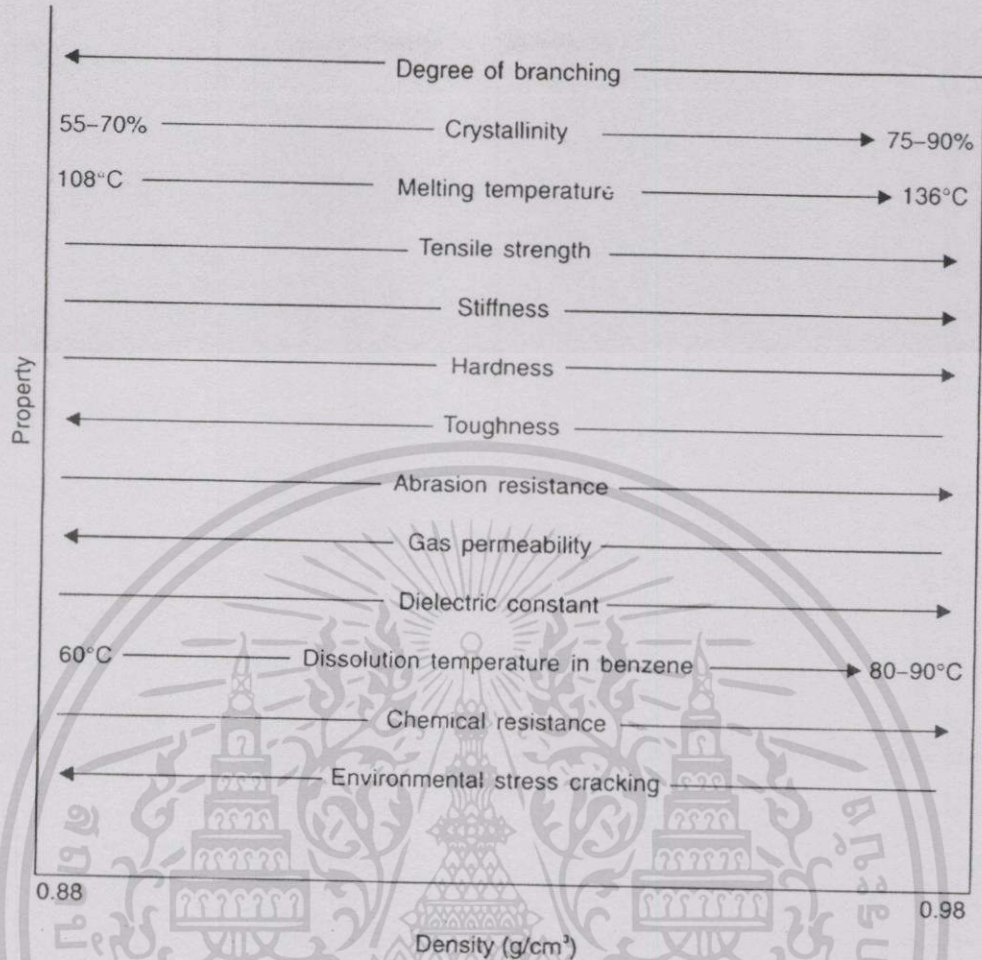 Degree of branching
55–70% Crystallinity 75–90%
108°C Melting temperature 136°C
Tensile strength
Stiffness
Hardness
Property
Toughness
Abrasion resistance
Gas permeability
Dielectric constant
60°C Dissolution temperature in benzene 80–90°C
Chemical resistance
Environmental stress cracking
0.88 0.98
Density (g/cm³)